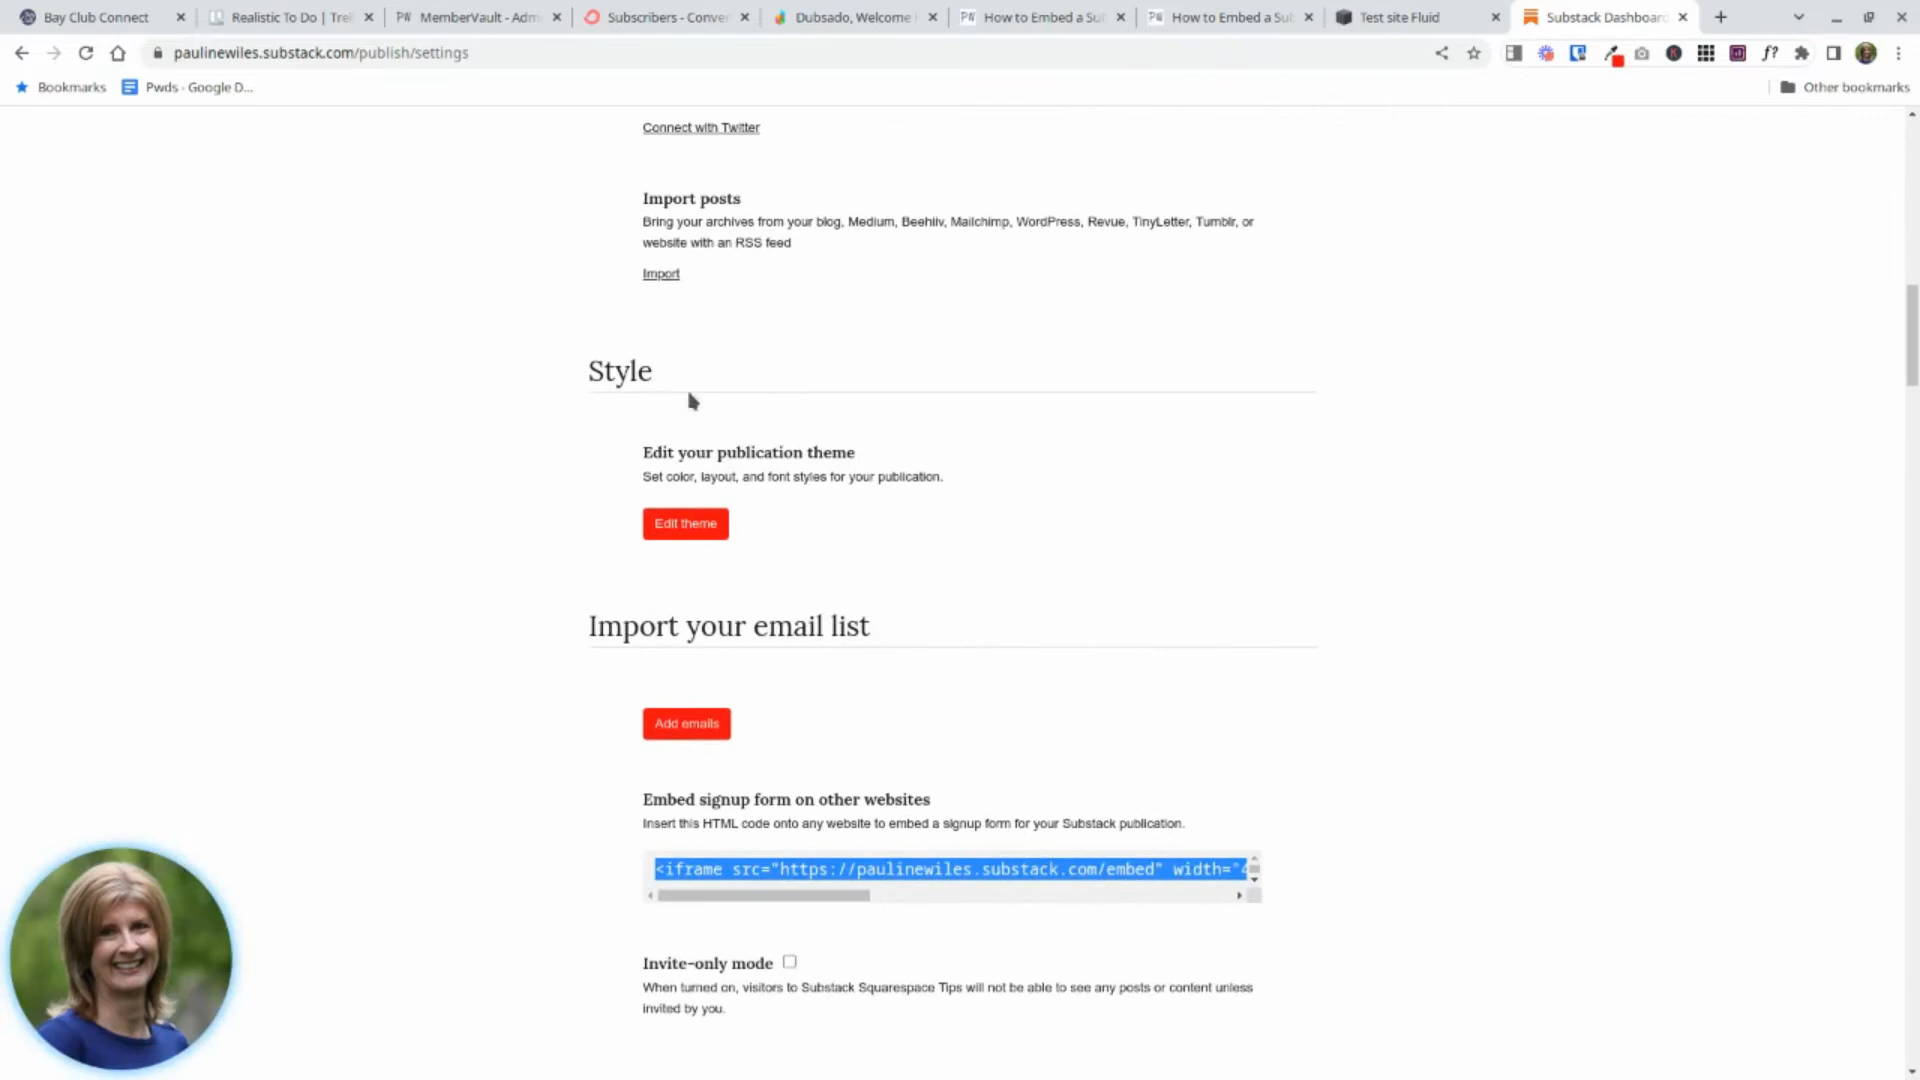 Bay Club Connect
Realistic To Do | Trel
MemberVault - Adm
Subscribers - Conver
Dubsado, Welcome
How to Embed a Sub
How to Embed a Sub
Test site Fluid
Substack Dashboard
paulinewiles.substack.com/publish/settings
Bookmarks
Pwds - Google D...
Other bookmarks
Connect with Twitter
Import posts
Bring your archives from your blog, Medium, Beehiiv, Mailchimp, WordPress, Revue, TinyLetter, Tumblr, or
website with an RSS feed
Import
Style
Edit your publication theme
Set color, layout, and font styles for your publication.
Edit theme
Import your email list
Add emails
Embed signup form on other websites
Insert this HTML code onto any website to embed a signup form for your Substack publication.
<iframe src="https://paulinewiles.substack.com/embed" width="4
Invite-only mode
When turned on, visitors to Substack Squarespace Tips will not be able to see any posts or content unless
invited by you.